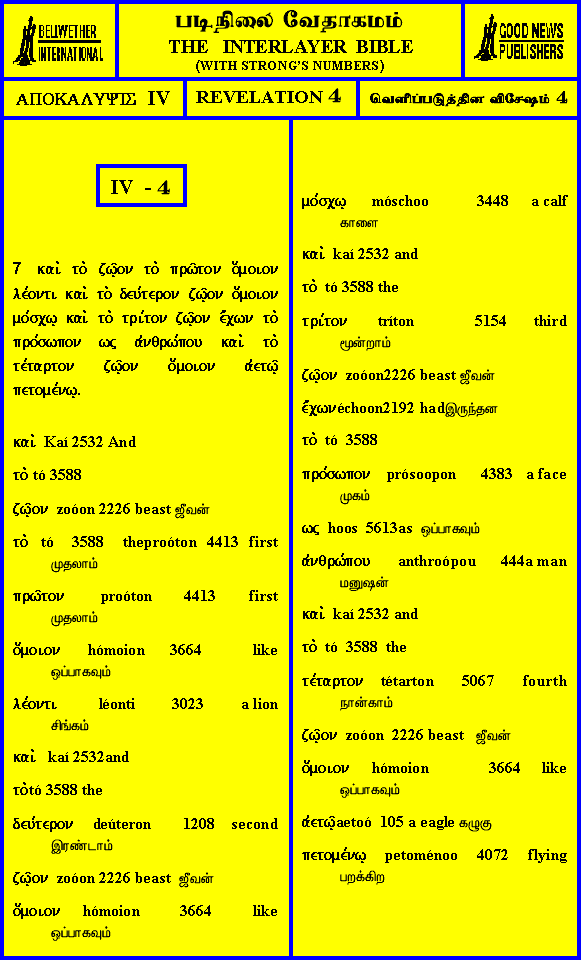 BELLWETHER
INTERNATIONAL
படிநிலை வேதாகமம்
THE INTERLAYER BIBLE
(WITH STRONG'S NUMBERS)
GOOD NEWS
PUBLISHERS
ΑΠΟΚΑΛΥΨΙΣ IV
REVELATION 4
வெளிப்படுத்தின விசேஷம் 4
IV - 4
7 καὶ τὸ ζῷον τὸ πρῶτον ὅμοιον
λέοντι καὶ τὸ δεύτερον ζῷον ὅμοιον
μόσχῳ καὶ τὸ τρίτον ζῷον ἔχων τὸ
πρόσωπον ως ἀνθρώπου καὶ τὸ
τέταρτον ζῷον ὅμοιον ἀετῷ
πετομένῳ.
καὶ Kaí 2532 And
τὸ tó 3588
ζῷον zoóon 2226 beast ஜீவன்
τὸ tó 3588 theproóton 4413 first
முதலாம்
πρῶτον proóton 4413 first
முதலாம்
ὅμοιον hómoion 3664 like
ஒப்பாகவும்
λέοντι léonti 3023 a lion
சிங்கம்
καὶ kaí 2532and
τὸtó 3588 the
δεύτερον deúteron 1208 second
இரண்டாம்
ζῷον zoóon 2226 beast ஜீவன்
ὅμοιον hómoion 3664 like
ஒப்பாகவும்
μόσχῳ móschoo 3448 a calf
காளை
καὶ kaí 2532 and
τὸ tó 3588 the
τρίτον tríton 5154 third
மூன்றாம்
ζῷον zoóon2226 beast ஜீவன்
ἔχωνéchoon2192 hadஇருந்தன
τὸ tó 3588
πρόσωπον prósoopon 4383 a face
முகம்
ως hoos 5613as ஒப்பாகவும்
ἀνθρώπου anthroópou 444a man
மனுஷன்
καὶ kaí 2532 and
τὸ tó 3588 the
τέταρτον tétarton 5067 fourth
நான்காம்
ζῷον zoóon 2226 beast ஜீவன்
ὅμοιον hómoion 3664 like
ஒப்பாகவும்
ἀετῷaetoó 105 a eagle கழுகு
πετομένῳ petoménoo 4072 flying
பறக்கிற